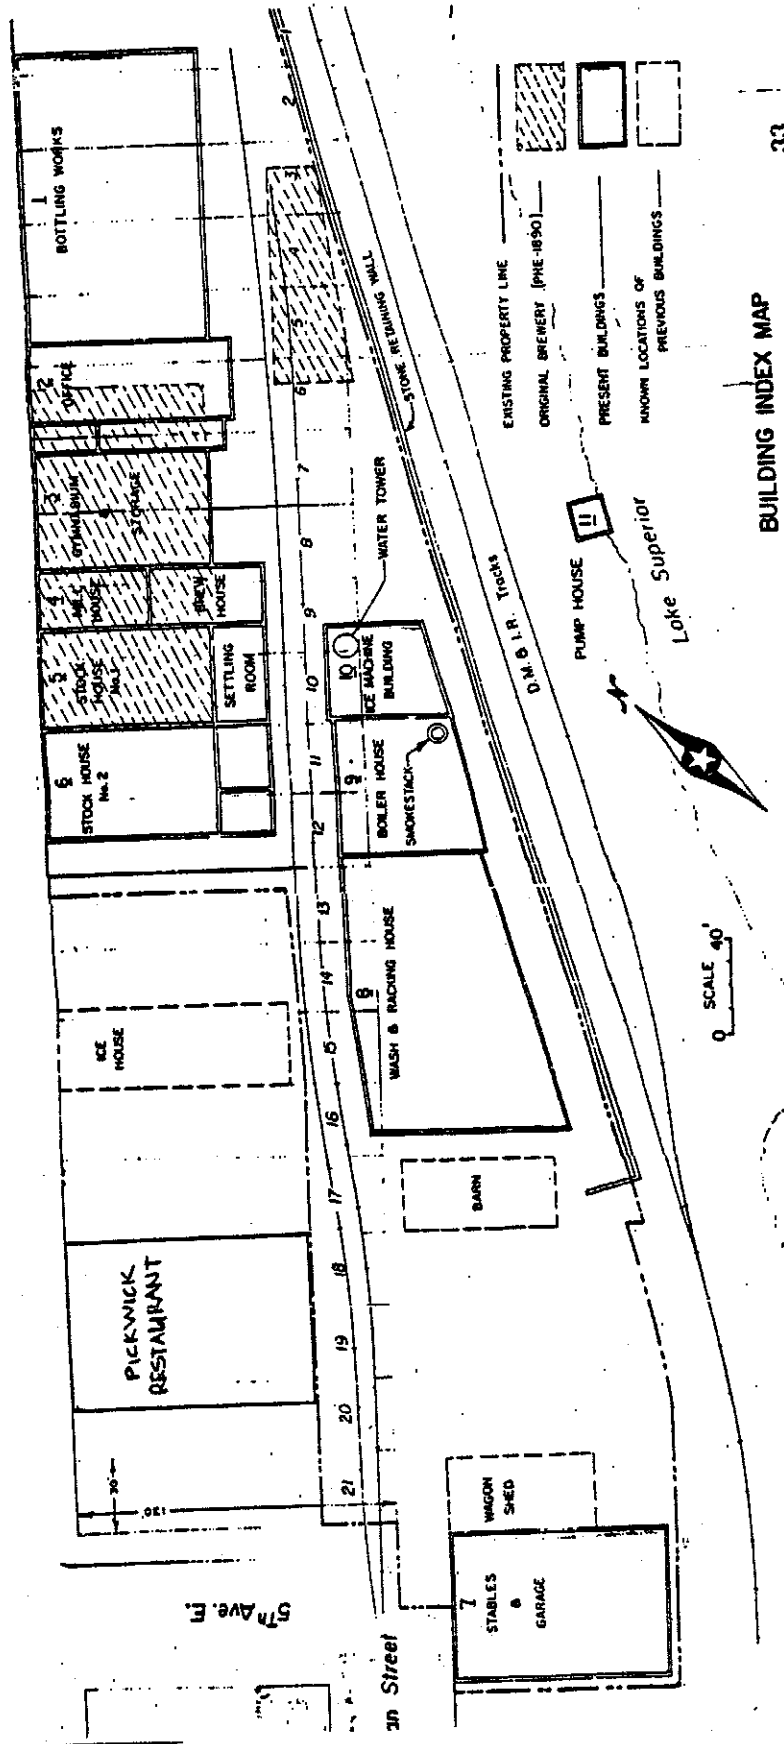 1
BOTTLING WORKS
2
OFFICE
3
GYMNASIUM
&
STORAGE
4
MILL
HOUSE
BREW
HOUSE
5
STOCK
HOUSE
No.1
SETTLING
ROOM
6
STOCK HOUSE
No. 2
ICE
HOUSE
PICKWICK
RESTAURANT
30'
130'
5TH AVE. E.
1
2
3
4
5
6
7
8
9
10
11
12
13
14
15
16
17
18
19
20
21
STONE RETAINING WALL
WATER TOWER
10
ICE MACHINE
BUILDING
9
BOILER HOUSE
SMOKESTACK
8
WASH & RACKING HOUSE
BARN
WAGON
SHED
7
STABLES
&
GARAGE
Street
D.M. & I.R. Tracks
PUMP HOUSE
11
Lake Superior
N
0 SCALE 40'
EXISTING PROPERTY LINE
ORIGINAL BREWERY (PRE-1890)
PRESENT BUILDINGS
KNOWN LOCATIONS OF
PREVIOUS BUILDINGS
BUILDING INDEX MAP
33